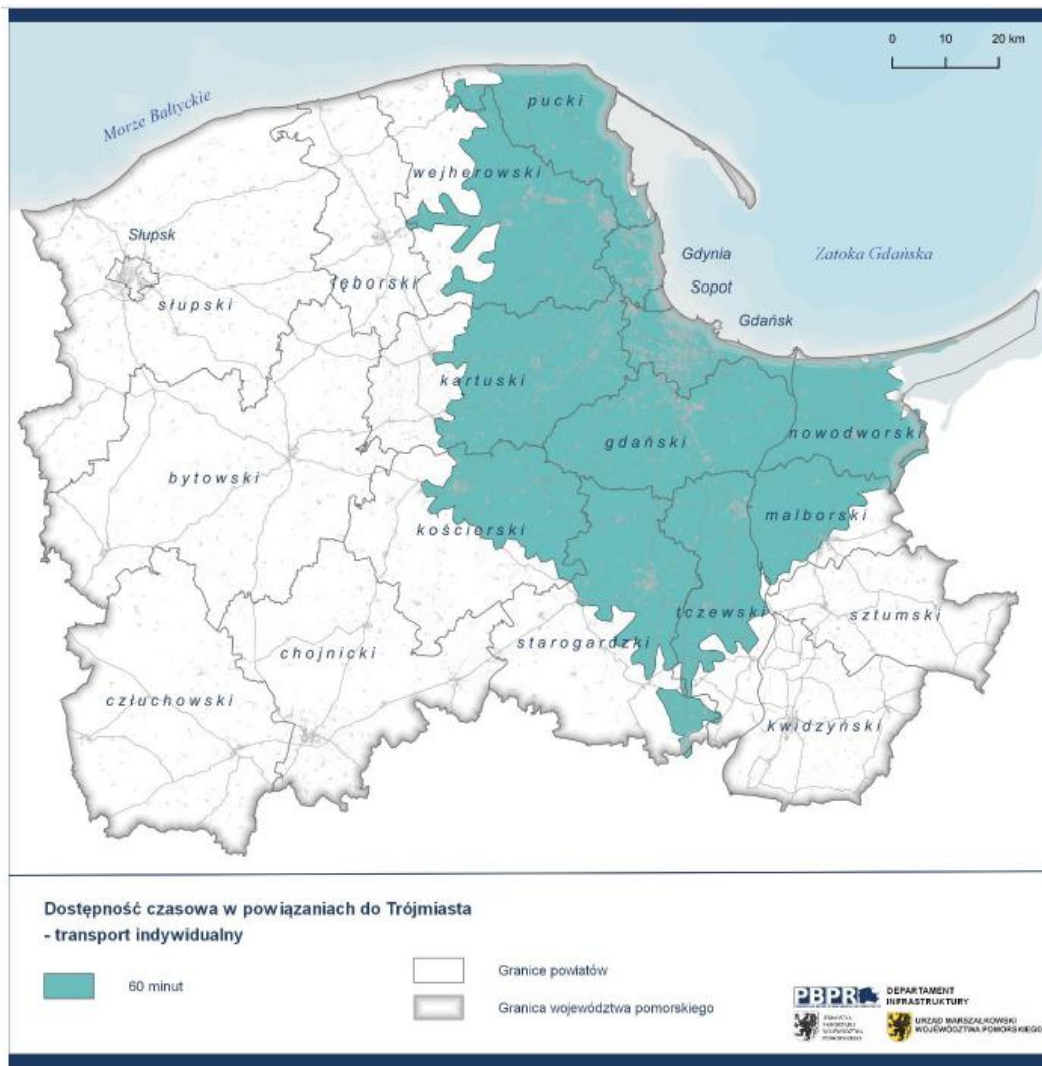 0 10 20 km
Morze Bałtyckie
pucki
wejherowski
Słupsk
Gdynia
Zatoka Gdańska
Sopot
słupski
lęborski
Gdańsk
kartuski
gdański
nowodworski
bytowski
malborski
kościerski
tczewski
sztumski
starogardzki
chojnicki
człuchowski
kwidzyński
Dostępność czasowa w powiązaniach do Trójmiasta
- transport indywidualny
60 minut
Granice powiatów
Granica województwa pomorskiego
PBPR
DEPARTAMENT
INFRASTRUKTURY
URZĄD MARSZAŁKOWSKI
WOJEWÓDZTWA POMORSKIEGO